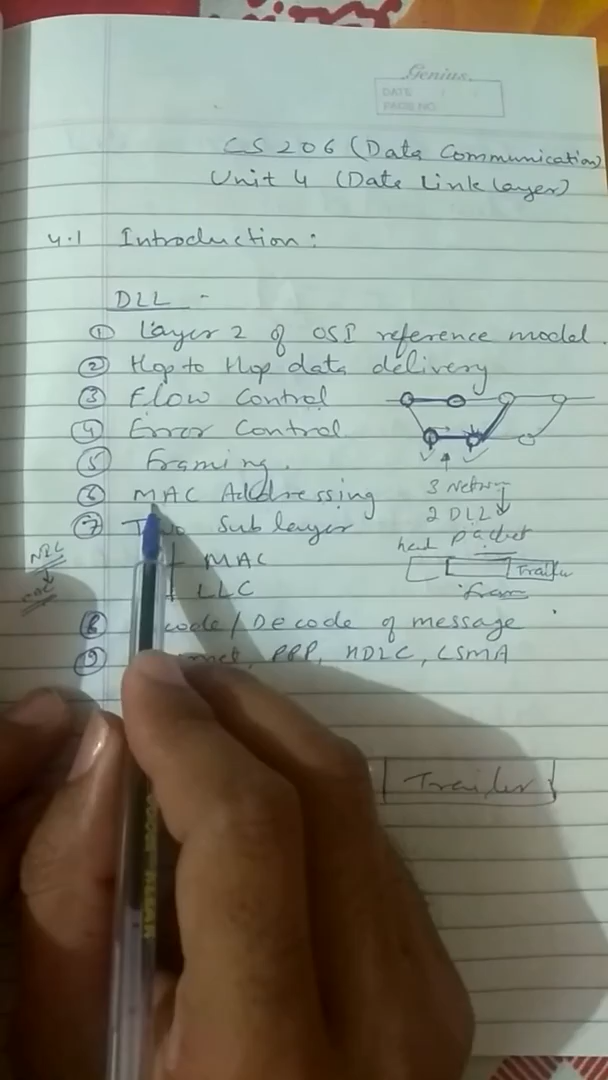 Genius
DATE
PAGE NO
CS 206 (Data Communication)
Unit 4 (Data Link layer)
4.1 Introduction :
DLL -
① Layer 2 of OSI reference model.
② Hop to Hop data delivery
③ Flow Control
④ Error Control
⑤ Framing.
⑥ MAC Addressing
3 Netw
⑦ Two Sub layer
2 DLL
packet
MAC
head
Trailer
LLC
fram
⑧ code/Decode of message
⑨ PPP, HDLC, CSMA
Trailer